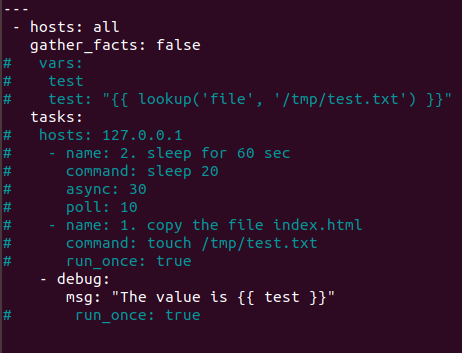 ---
 - hosts: all
   gather_facts: false
#   vars:
#    test
#    test: "{{ lookup('file', '/tmp/test.txt') }}"
   tasks:
#   hosts: 127.0.0.1
#    - name: 2. sleep for 60 sec
#      command: sleep 20
#      async: 30
#      poll: 10
#    - name: 1. copy the file index.html
#      command: touch /tmp/test.txt
#      run_once: true
    - debug:
       msg: "The value is {{ test }}"
#       run_once: true